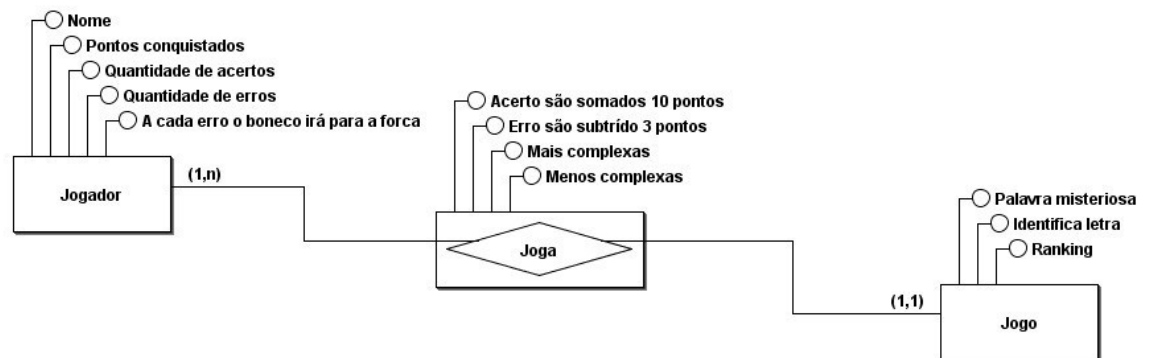 Nome
Pontos conquistados
Quantidade de acertos
Quantidade de erros
A cada erro o boneco irá para a forca
Jogador
(1,n)
Acerto são somados 10 pontos
Erro são subtrído 3 pontos
Mais complexas
Menos complexas
Joga
Palavra misteriosa
Identifica letra
Ranking
(1,1)
Jogo